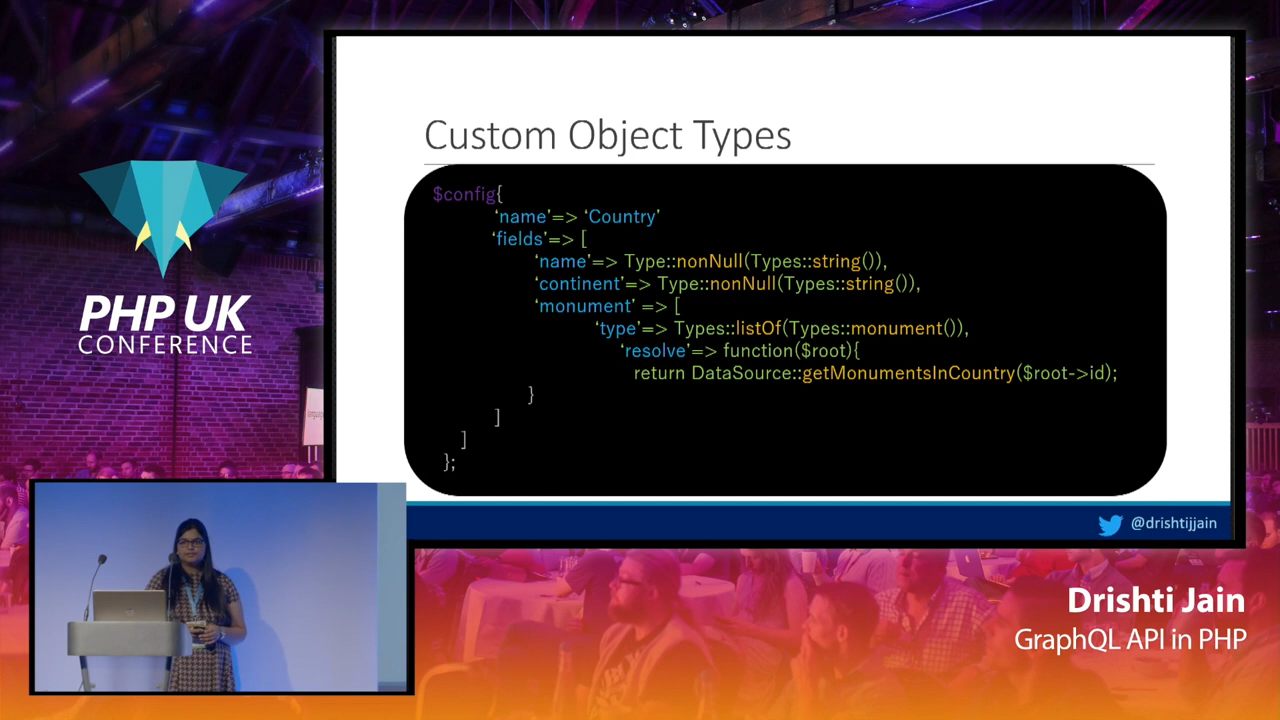 PHP UK
CONFERENCE
Custom Object Types
$config{
‘name’=> ‘Country’
‘fields’=> [
‘name’=> Type::nonNull(Types::string()),
‘continent’=> Type::nonNull(Types::string()),
‘monument’ => [
‘type’=> Types::listOf(Types::monument()),
‘resolve’=> function($root){
return DataSource::getMonumentsInCountry($root->id);
}
]
]
};
@drishtijjain
Drishti Jain
GraphQL API in PHP